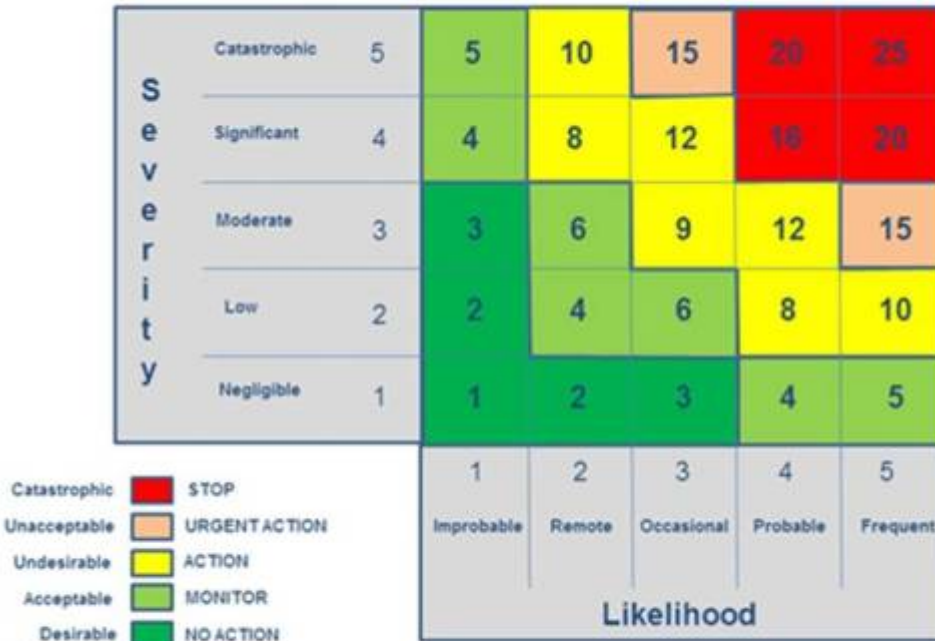 Severity
Catastrophic 5 5 10 15 20 25
Significant 4 4 8 12 16 20
Moderate 3 3 6 9 12 15
Low 2 2 4 6 8 10
Negligible 1 1 2 3 4 5
1 2 3 4 5
Improbable Remote Occasional Probable Frequent
Likelihood
Catastrophic STOP
Unacceptable URGENT ACTION
Undesirable ACTION
Acceptable MONITOR
Desirable NO ACTION